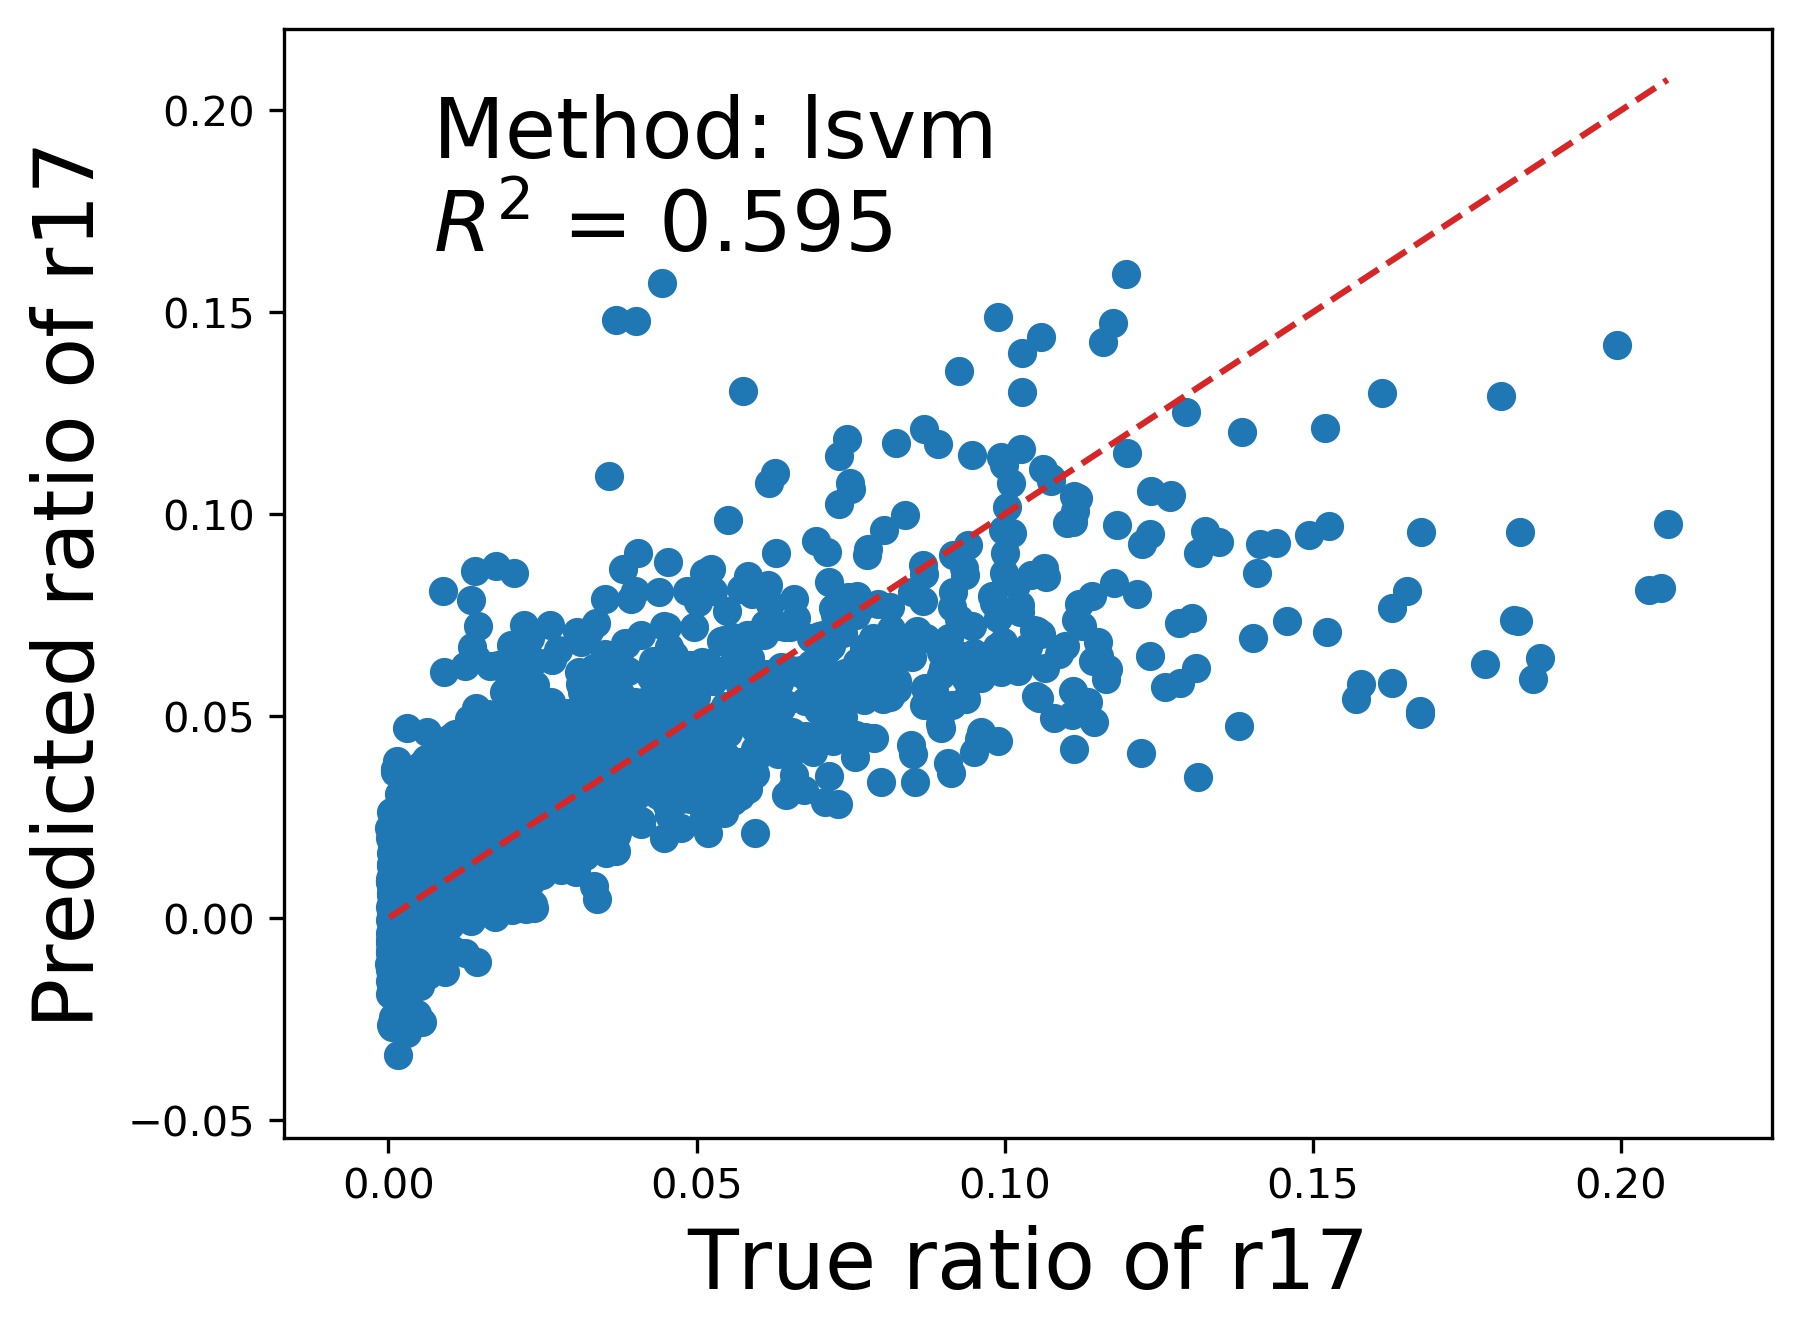 Method: lsvm
R² = 0.595
Predicted ratio of r17
0.20
0.15
0.10
0.05
0.00
−0.05
0.00 0.05 0.10 0.15 0.20
True ratio of r17